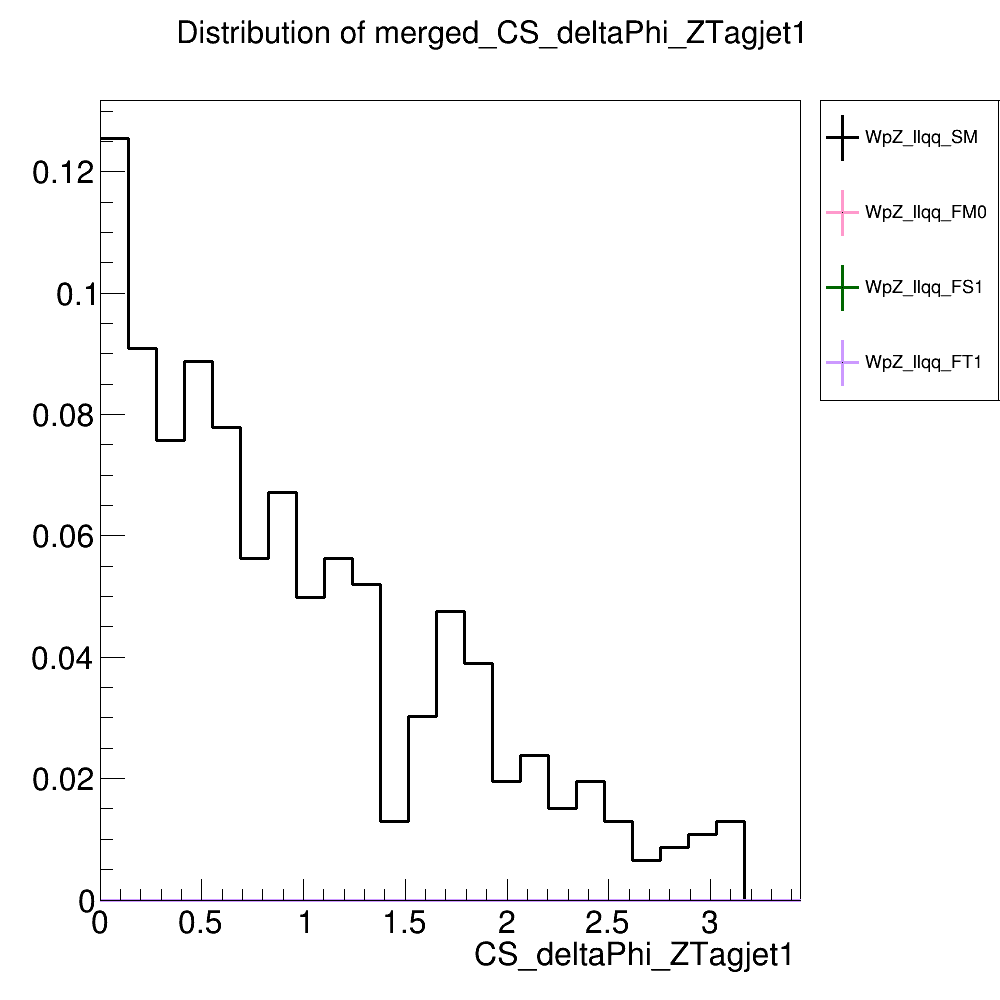 Distribution of merged_CS_deltaPhi_ZTagjet1
WpZ_llqq_SM
WpZ_llqq_FM0
WpZ_llqq_FS1
WpZ_llqq_FT1
0.12
0.1
0.08
0.06
0.04
0.02
0
0 0.5 1 1.5 2 2.5 3
CS_deltaPhi_ZTagjet1